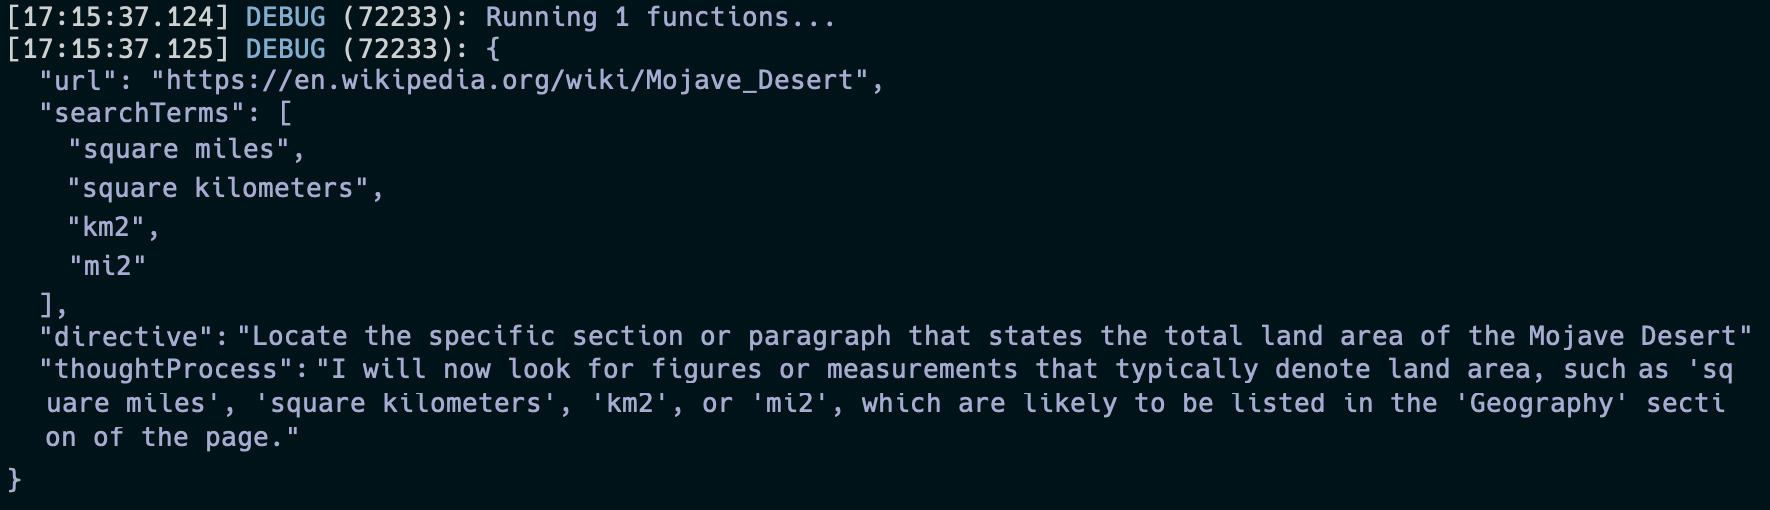 [17:15:37.124] DEBUG (72233): Running 1 functions...
[17:15:37.125] DEBUG (72233): {
"url": "https://en.wikipedia.org/wiki/Mojave_Desert",
"searchTerms": [
"square miles",
"square kilometers",
"km2",
"mi2"
],
"directive": "Locate the specific section or paragraph that states the total land area of the Mojave Desert"
"thoughtProcess": "I will now look for figures or measurements that typically denote land area, such as 'sq
uare miles', 'square kilometers', 'km2', or 'mi2', which are likely to be listed in the 'Geography' secti
on of the page."
}